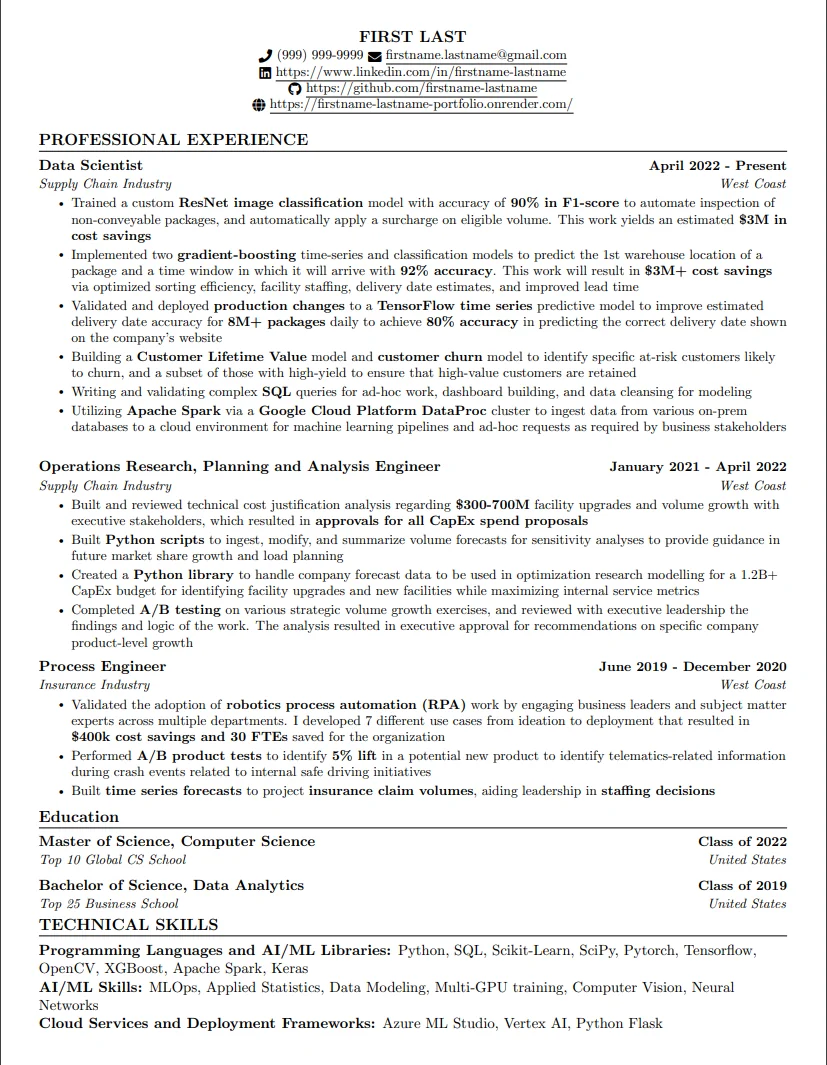 FIRST LAST
(999) 999-9999 firstname.lastname@gmail.com
https://www.linkedin.com/in/firstname-lastname
https://github.com/firstname-lastname
https://firstname-lastname-portfolio.onrender.com/
PROFESSIONAL EXPERIENCE
Data Scientist April 2022 - Present
Supply Chain Industry West Coast
• Trained a custom ResNet image classification model with accuracy of 90% in F1-score to automate inspection of
non-conveyable packages, and automatically apply a surcharge on eligible volume. This work yields an estimated $3M in
cost savings
• Implemented two gradient-boosting time-series and classification models to predict the 1st warehouse location of a
package and a time window in which it will arrive with 92% accuracy. This work will result in $3M+ cost savings
via optimized sorting efficiency, facility staffing, delivery date estimates, and improved lead time
• Validated and deployed production changes to a TensorFlow time series predictive model to improve estimated
delivery date accuracy for 8M+ packages daily to achieve 80% accuracy in predicting the correct delivery date shown
on the company's website
• Building a Customer Lifetime Value model and customer churn model to identify specific at-risk customers likely
to churn, and a subset of those with high-yield to ensure that high-value customers are retained
• Writing and validating complex SQL queries for ad-hoc work, dashboard building, and data cleansing for modeling
• Utilizing Apache Spark via a Google Cloud Platform DataProc cluster to ingest data from various on-prem
databases to a cloud environment for machine learning pipelines and ad-hoc requests as required by business stakeholders
Operations Research, Planning and Analysis Engineer January 2021 - April 2022
Supply Chain Industry West Coast
• Built and reviewed technical cost justification analysis regarding $300-700M facility upgrades and volume growth with
executive stakeholders, which resulted in approvals for all CapEx spend proposals
• Built Python scripts to ingest, modify, and summarize volume forecasts for sensitivity analyses to provide guidance in
future market share growth and load planning
• Created a Python library to handle company forecast data to be used in optimization research modelling for a 1.2B+
CapEx budget for identifying facility upgrades and new facilities while maximizing internal service metrics
• Completed A/B testing on various strategic volume growth exercises, and reviewed with executive leadership the
findings and logic of the work. The analysis resulted in executive approval for recommendations on specific company
product-level growth
Process Engineer June 2019 - December 2020
Insurance Industry West Coast
• Validated the adoption of robotics process automation (RPA) work by engaging business leaders and subject matter
experts across multiple departments. I developed 7 different use cases from ideation to deployment that resulted in
$400k cost savings and 30 FTEs saved for the organization
• Performed A/B product tests to identify 5% lift in a potential new product to identify telematics-related information
during crash events related to internal safe driving initiatives
• Built time series forecasts to project insurance claim volumes, aiding leadership in staffing decisions
Education
Master of Science, Computer Science Class of 2022
Top 10 Global CS School United States
Bachelor of Science, Data Analytics Class of 2019
Top 25 Business School United States
TECHNICAL SKILLS
Programming Languages and AI/ML Libraries: Python, SQL, Scikit-Learn, SciPy, Pytorch, Tensorflow,
OpenCV, XGBoost, Apache Spark, Keras
AI/ML Skills: MLOps, Applied Statistics, Data Modeling, Multi-GPU training, Computer Vision, Neural
Networks
Cloud Services and Deployment Frameworks: Azure ML Studio, Vertex AI, Python Flask